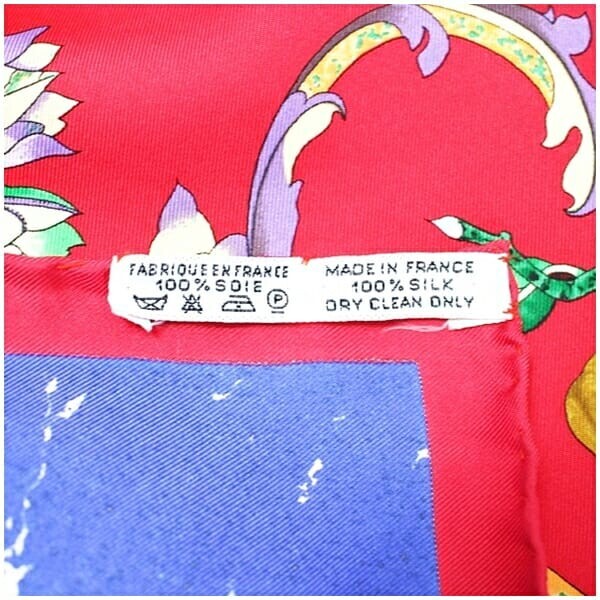 FABRIQUE EN FRANCE
100% SOIE
P
MADE IN FRANCE
100% SILK
DRY CLEAN ONLY